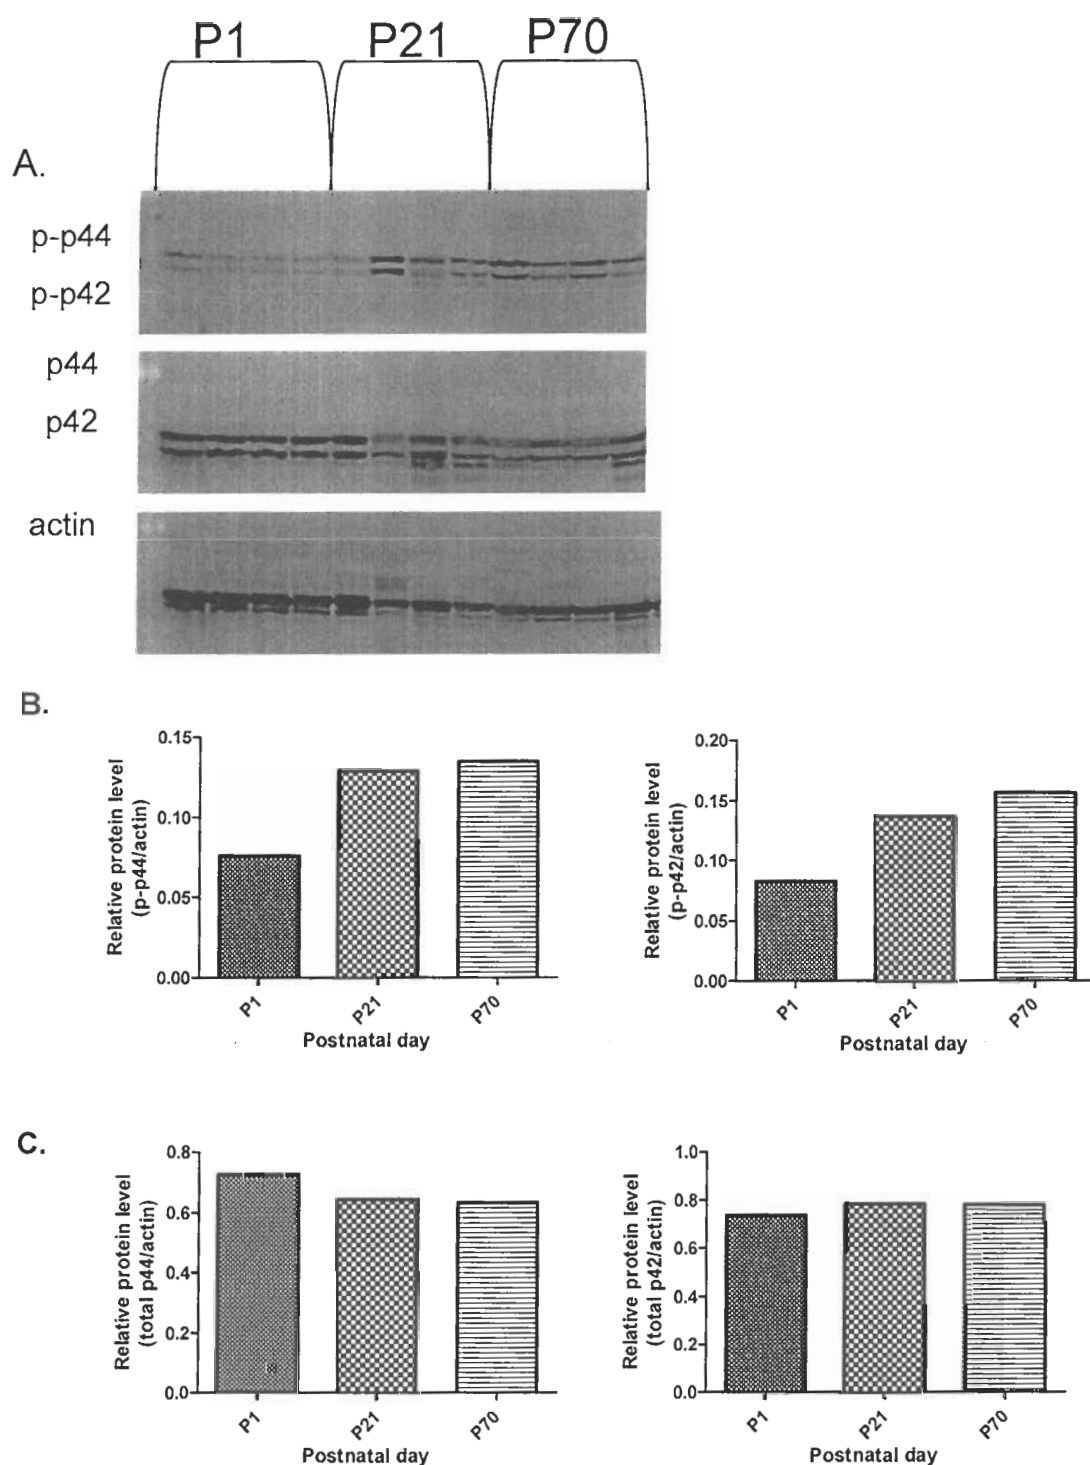 P1 P21 P70
A.
p-p44
p-p42
p44
p42
actin
B.
Relative protein level
(p-p44/actin)
0.15
0.10
0.05
0.00
P1 P21 P70
Postnatal day
Relative protein level
(p-p42/actin)
0.20
0.15
0.10
0.05
0.00
P1 P21 P70
Postnatal day
C.
Relative protein level
(total p44/actin)
0.8
0.6
0.4
0.2
0.0
P1 P21 P70
Postnatal day
Relative protein level
(total p42/actin)
1.0
0.8
0.6
0.4
0.2
0.0
P1 P21 P70
Postnatal day